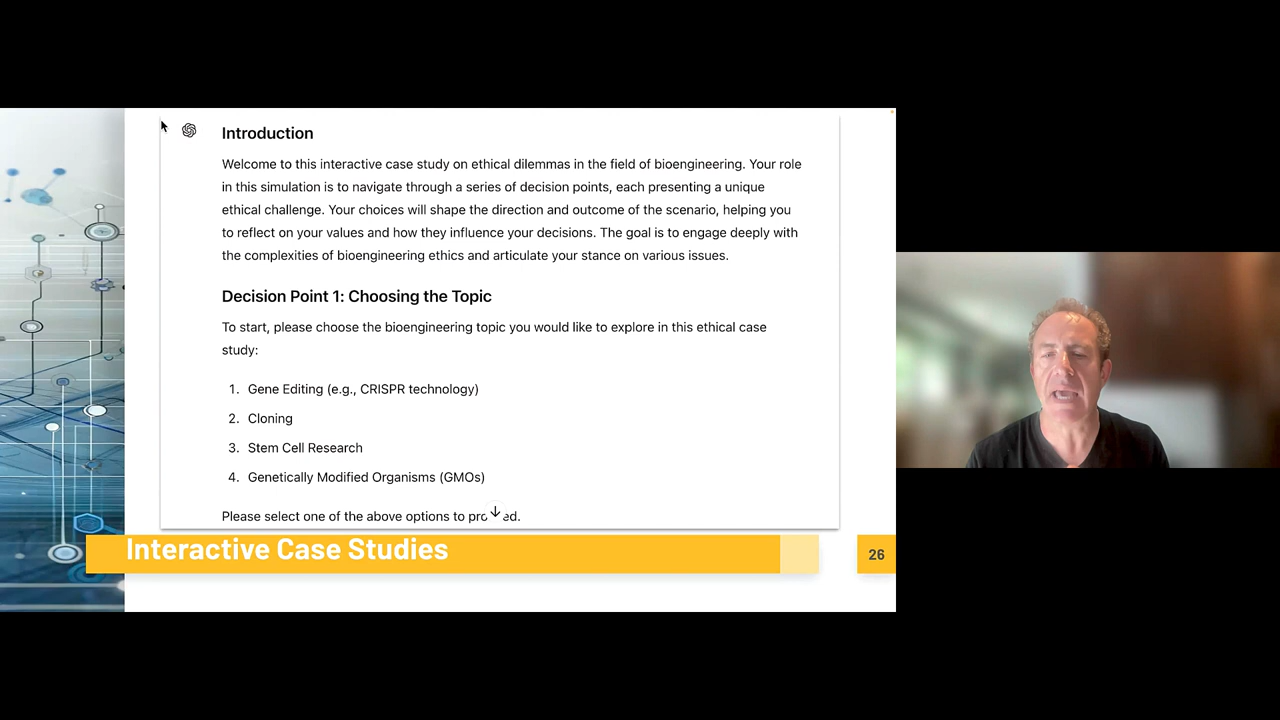 Introduction
Welcome to this interactive case study on ethical dilemmas in the field of bioengineering. Your role
in this simulation is to navigate through a series of decision points, each presenting a unique
ethical challenge. Your choices will shape the direction and outcome of the scenario, helping you
to reflect on your values and how they influence your decisions. The goal is to engage deeply with
the complexities of bioengineering ethics and articulate your stance on various issues.
Decision Point 1: Choosing the Topic
To start, please choose the bioengineering topic you would like to explore in this ethical case
study:
1. Gene Editing (e.g., CRISPR technology)
2. Cloning
3. Stem Cell Research
4. Genetically Modified Organisms (GMOs)
Please select one of the above options to proceed.
Interactive Case Studies
26